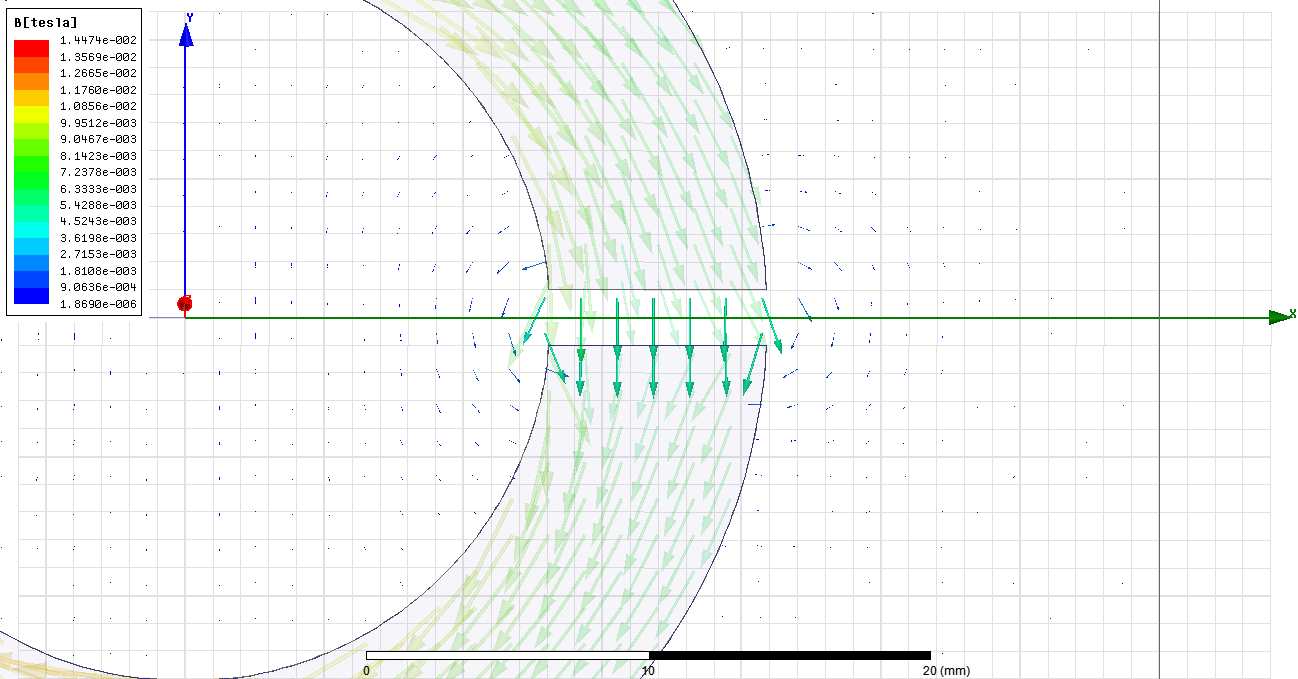 B[tesla]
1.4474e-002
1.3569e-002
1.2665e-002
1.1760e-002
1.0856e-002
9.9512e-003
9.0467e-003
8.1423e-003
7.2378e-003
6.3333e-003
5.4288e-003
4.5243e-003
3.6198e-003
2.7153e-003
1.8108e-003
9.0636e-004
1.8690e-006
Y
Z
X
0 10 20 (mm)